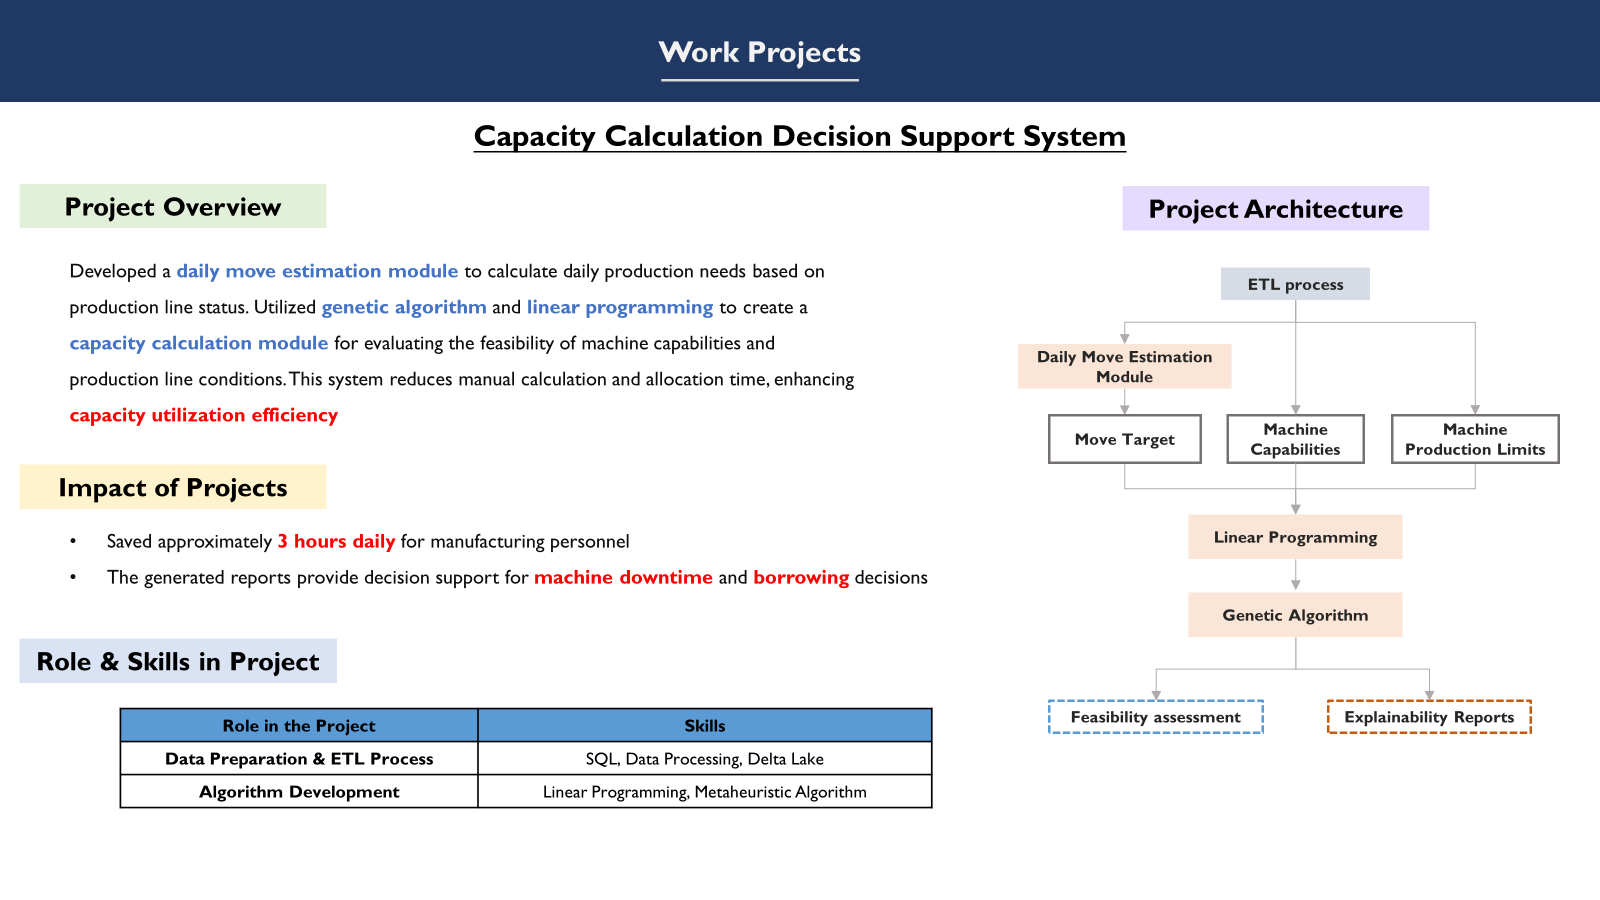 Work Projects
Capacity Calculation Decision Support System
Project Overview
Developed a daily move estimation module to calculate daily production needs based on
production line status. Utilized genetic algorithm and linear programming to create a
capacity calculation module for evaluating the feasibility of machine capabilities and
production line conditions. This system reduces manual calculation and allocation time, enhancing
capacity utilization efficiency
Impact of Projects
• Saved approximately 3 hours daily for manufacturing personnel
• The generated reports provide decision support for machine downtime and borrowing decisions
Role & Skills in Project
Role in the Project Skills
Data Preparation & ETL Process SQL, Data Processing, Delta Lake
Algorithm Development Linear Programming, Metaheuristic Algorithm
Project Architecture
ETL process
Daily Move Estimation
Module
Move Target
Machine
Capabilities
Machine
Production Limits
Linear Programming
Genetic Algorithm
Feasibility assessment
Explainability Reports